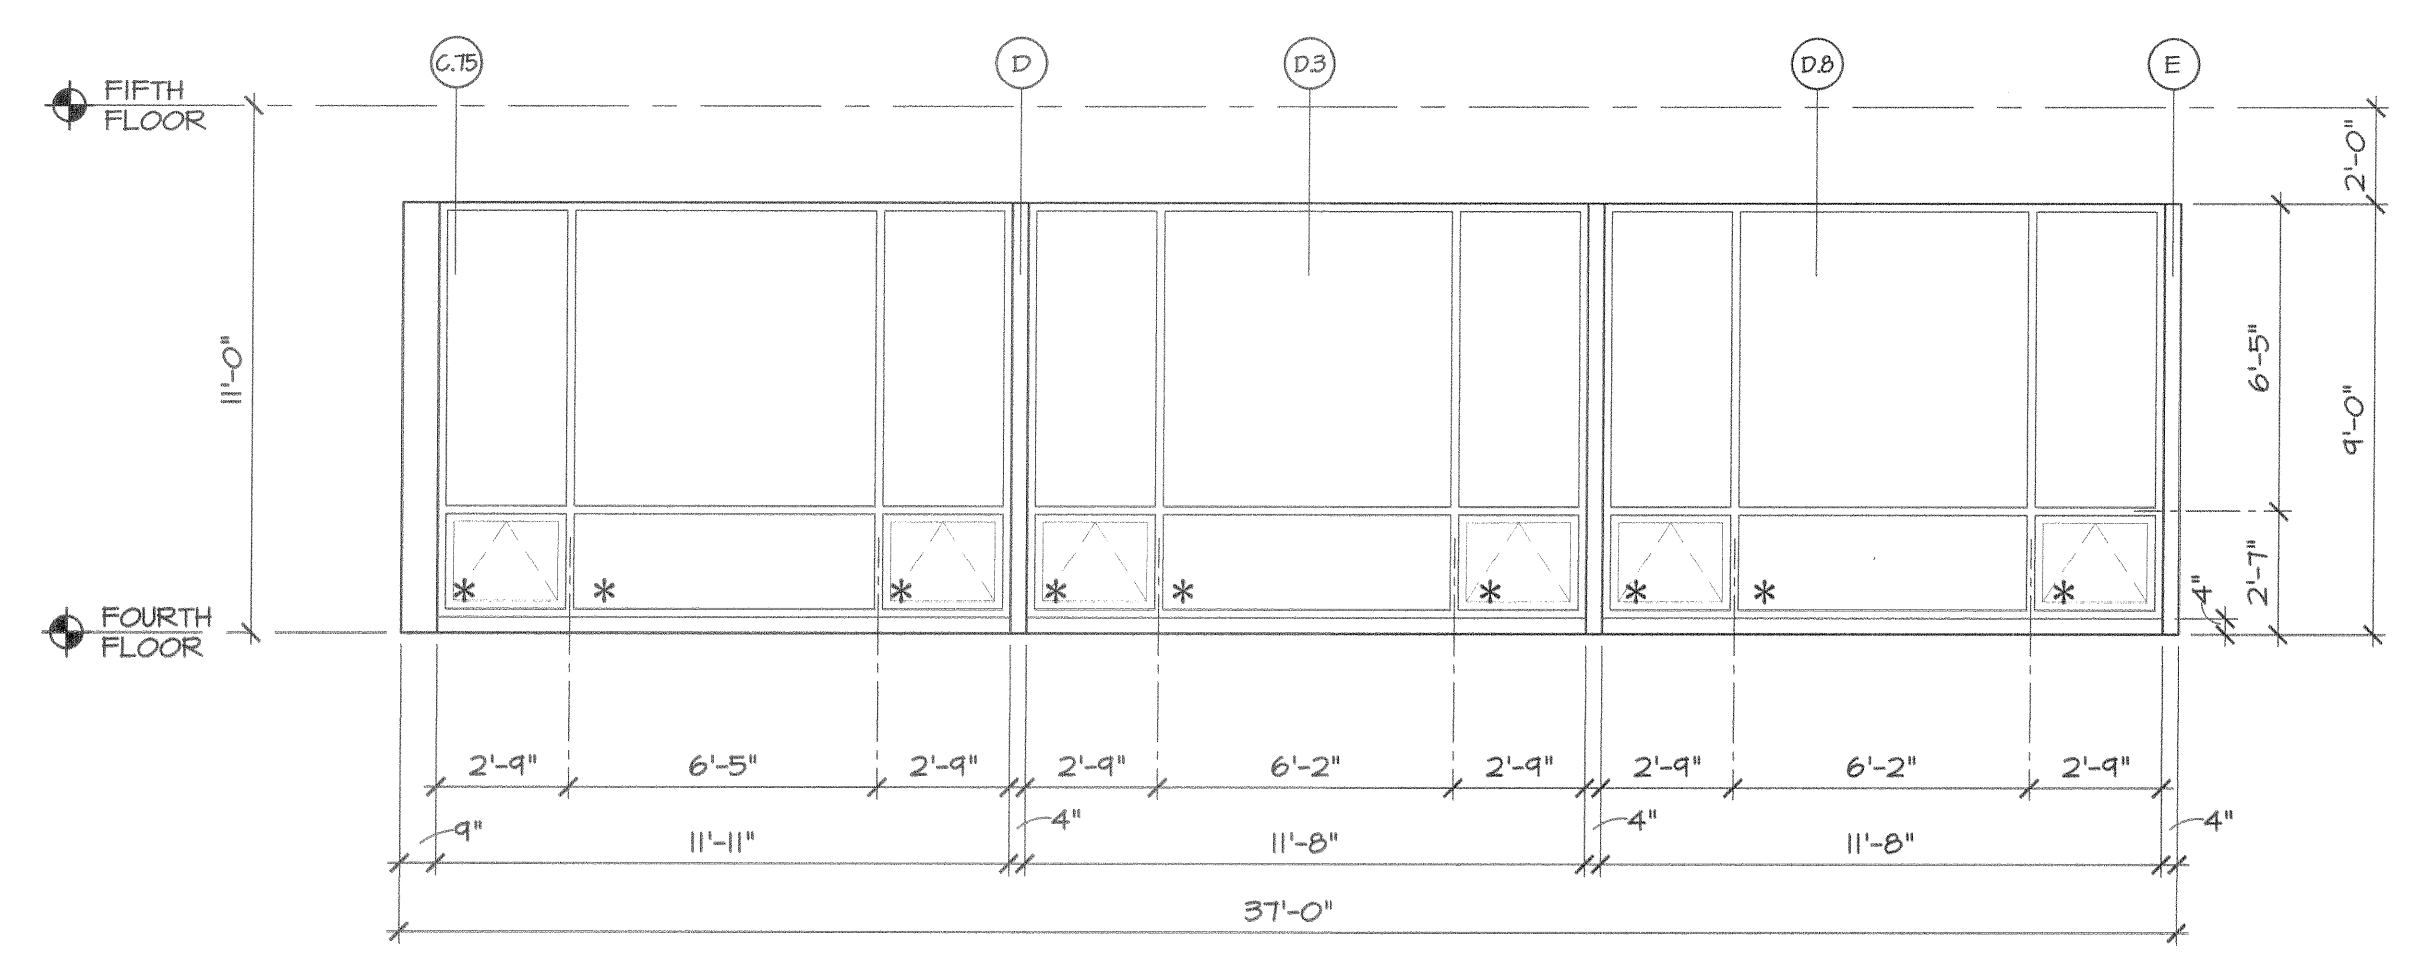 C.75 D D.3 D.8 E
FIFTH
FLOOR
2'-0"
11'-0"
6'-5"
9'-0"
2'-7"
4"
* * * * * * * * *
FOURTH
FLOOR
2'-9" 6'-5" 2'-9" 2'-9" 6'-2" 2'-9" 2'-9" 6'-2" 2'-9"
9" 4" 4" 4"
11'-11" 11'-8" 11'-8"
37'-0"